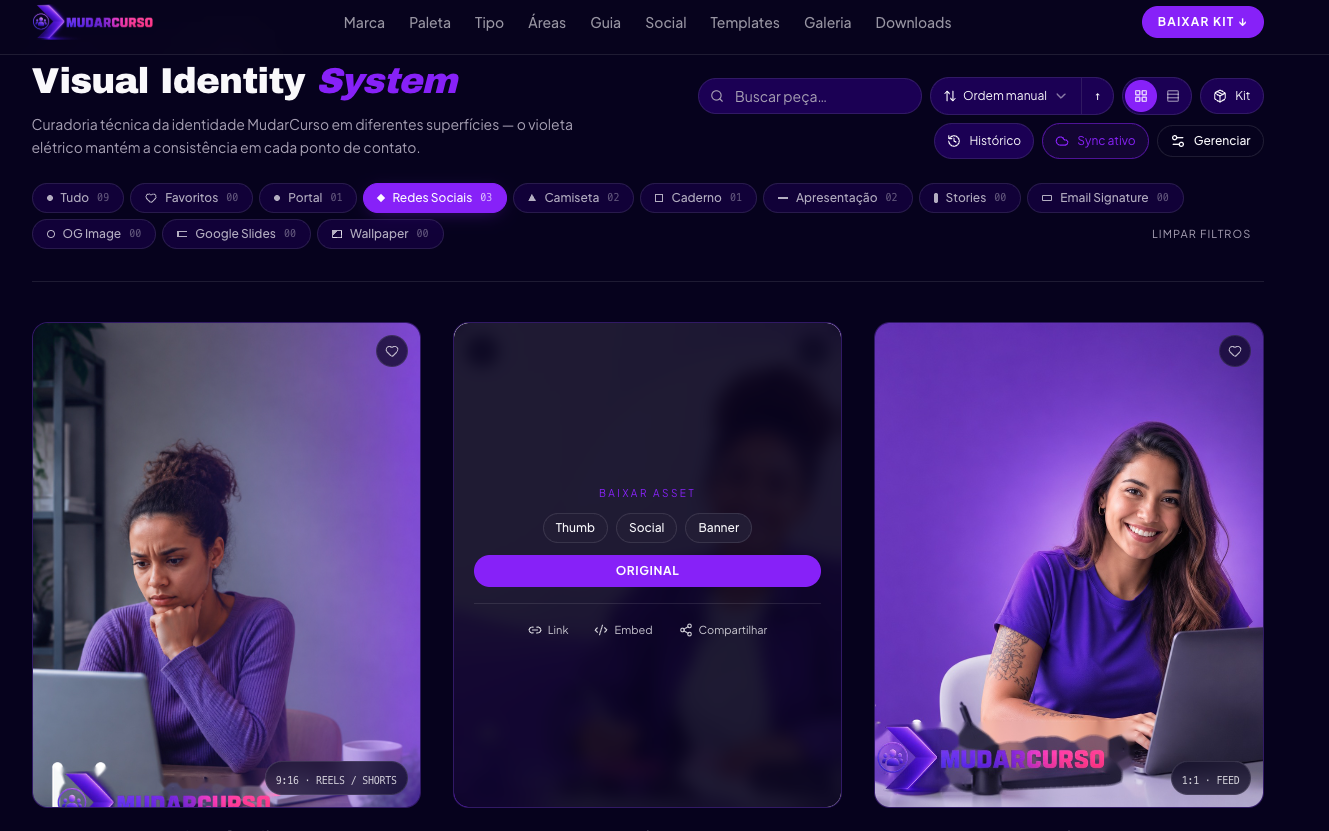 MUDARCURSO
Marca Paleta Tipo Áreas Guia Social Templates Galeria Downloads
BAIXAR KIT ↓
Visual Identity System
Curadoria técnica da identidade MudarCurso em diferentes superfícies — o violeta
elétrico mantém a consistência em cada ponto de contato.
Buscar peça...
Ordem manual
↑
Kit
Histórico
Sync ativo
Gerenciar
Tudo 09
Favoritos 00
Portal 01
Redes Sociais 03
Camiseta 02
Caderno 01
Apresentação 02
Stories 00
Email Signature 00
OG Image 00
Google Slides 00
Wallpaper 00
LIMPAR FILTROS
9:16 · REELS / SHORTS
MUDARCURSO
BAIXAR ASSET
Thumb Social Banner
ORIGINAL
Link Embed Compartilhar
MUDARCURSO
1:1 · FEED